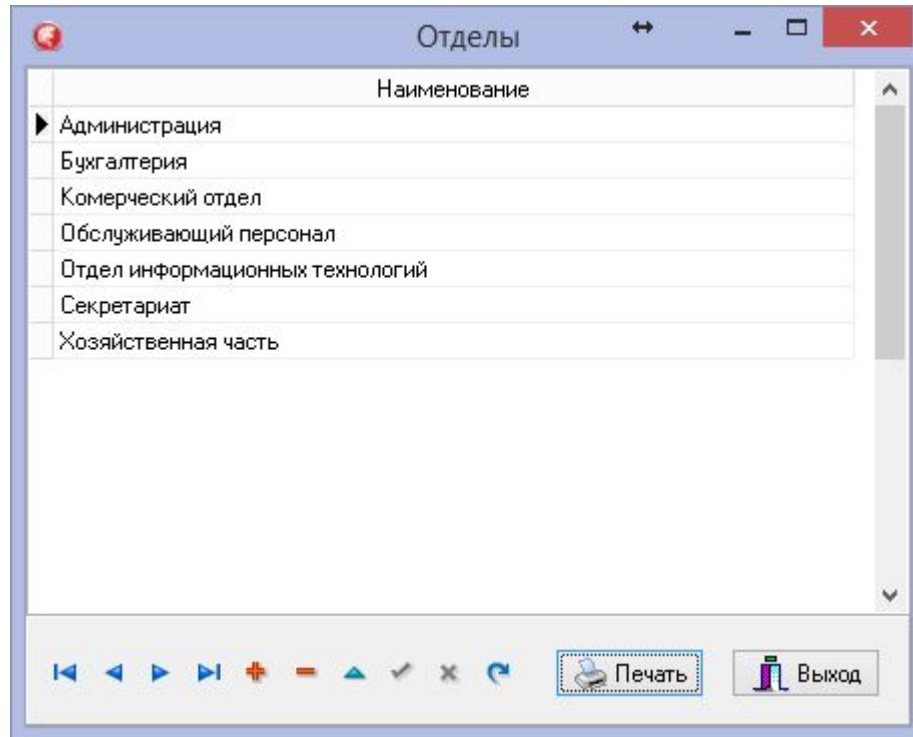 Отделы
Наименование
Администрация
Бухгалтерия
Комерческий отдел
Обслуживающий персонал
Отдел информационных технологий
Секретариат
Хозяйственная часть
Печать
Выход